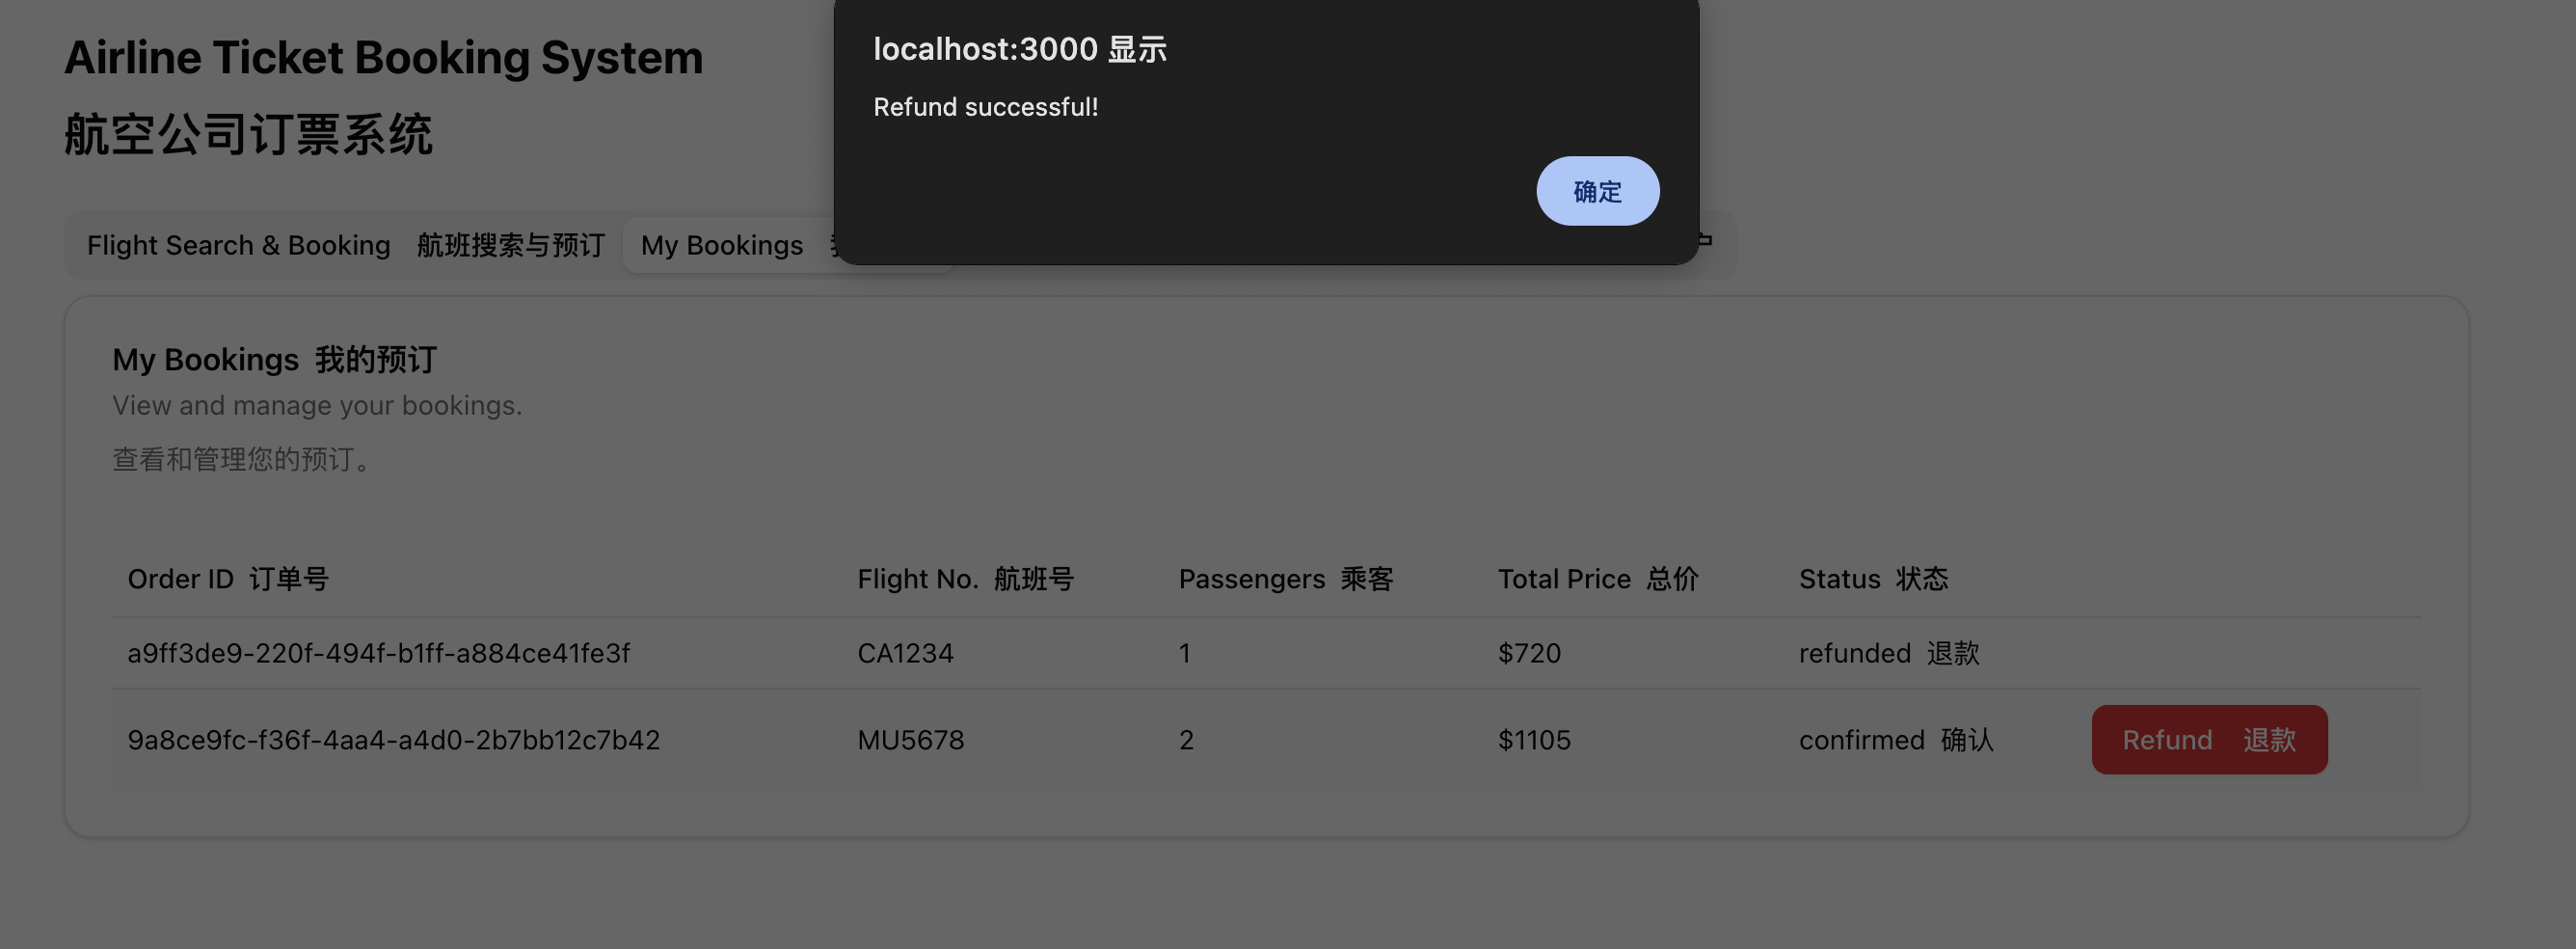 Airline Ticket Booking System
航空公司订票系统
localhost:3000 显示
Refund successful!
确定
Flight Search & Booking 航班搜索与预订 My Bookings
My Bookings 我的预订
View and manage your bookings.
查看和管理您的预订。
Order ID 订单号 Flight No. 航班号 Passengers 乘客 Total Price 总价 Status 状态
a9ff3de9-220f-494f-b1ff-a884ce41fe3f CA1234 1 $720 refunded 退款
9a8ce9fc-f36f-4aa4-a4d0-2b7bb12c7b42 MU5678 2 $1105 confirmed 确认 Refund 退款